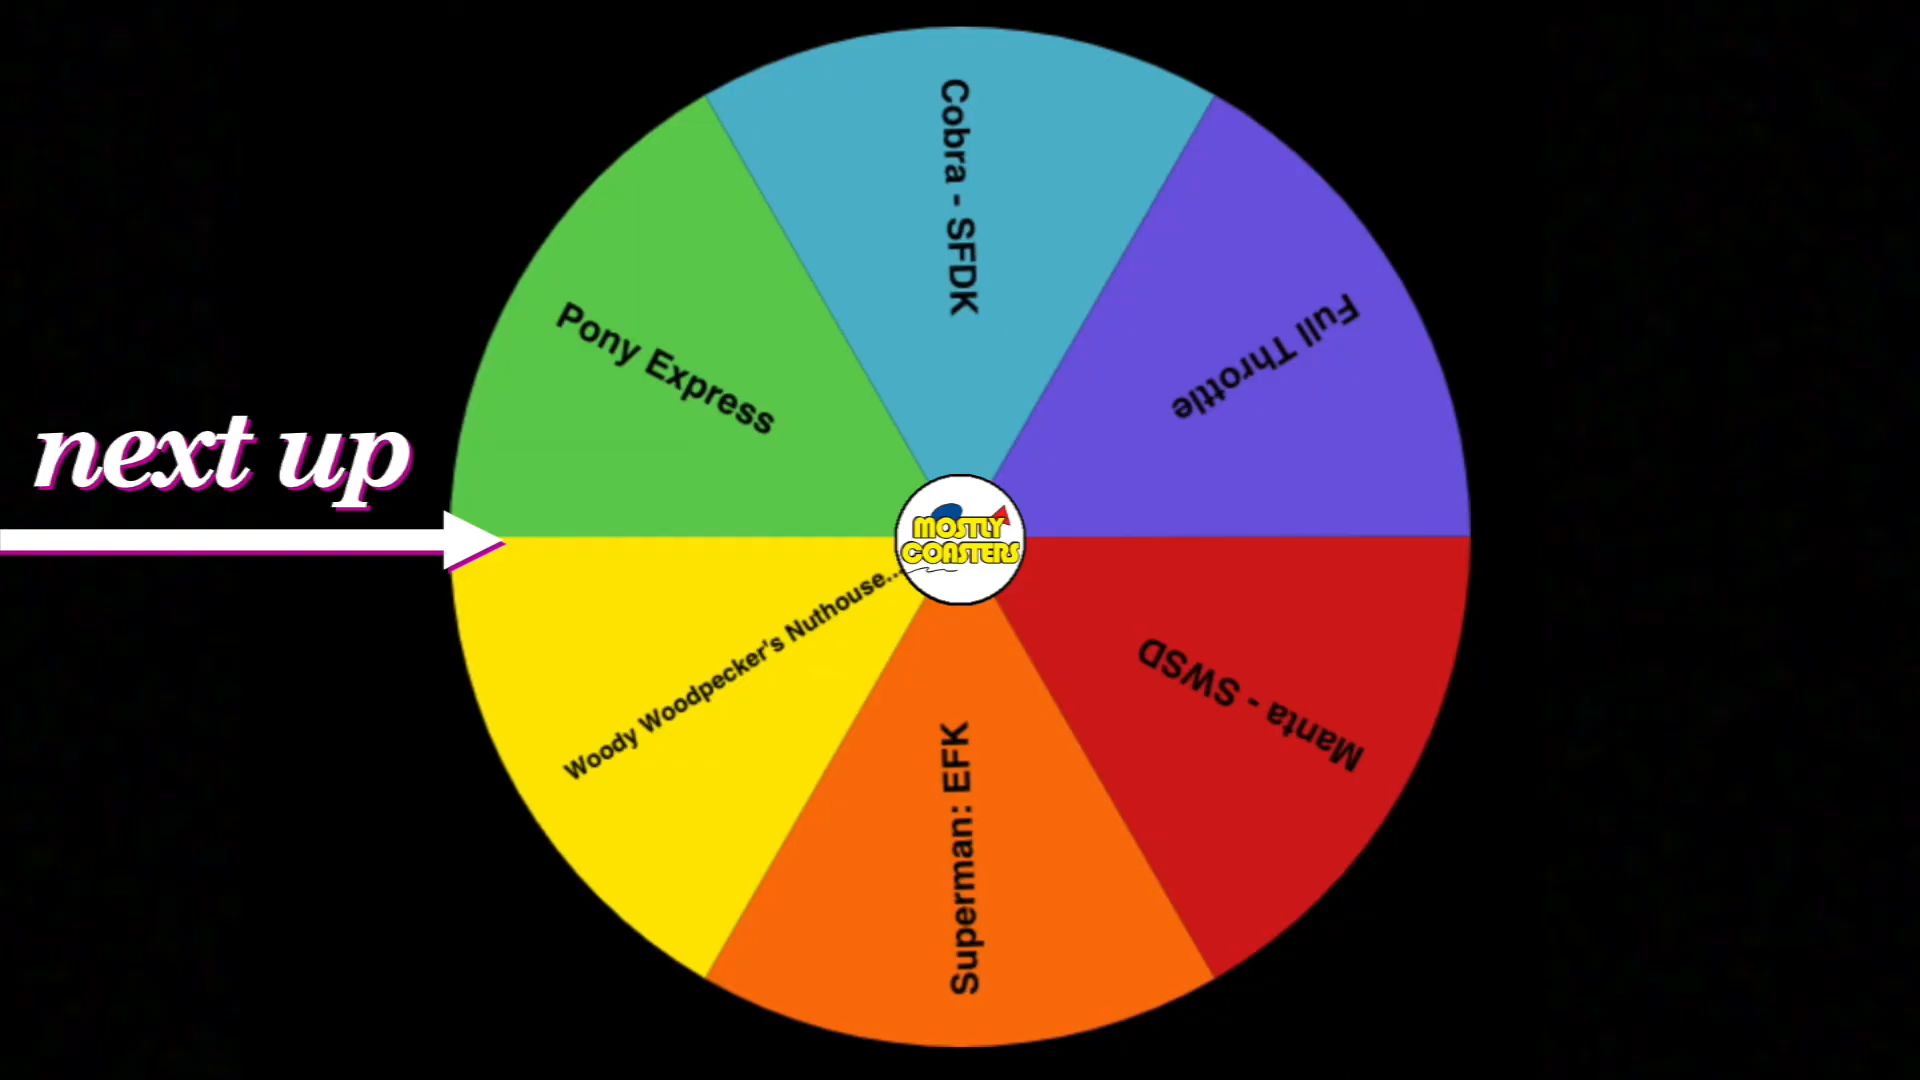 Cobra - SFDK
Full Throttle
Pony Express
next up
MOSTLY
COASTERS
Woody Woodpecker's Nuthouse...
Manta - SWSD
Superman: EFK